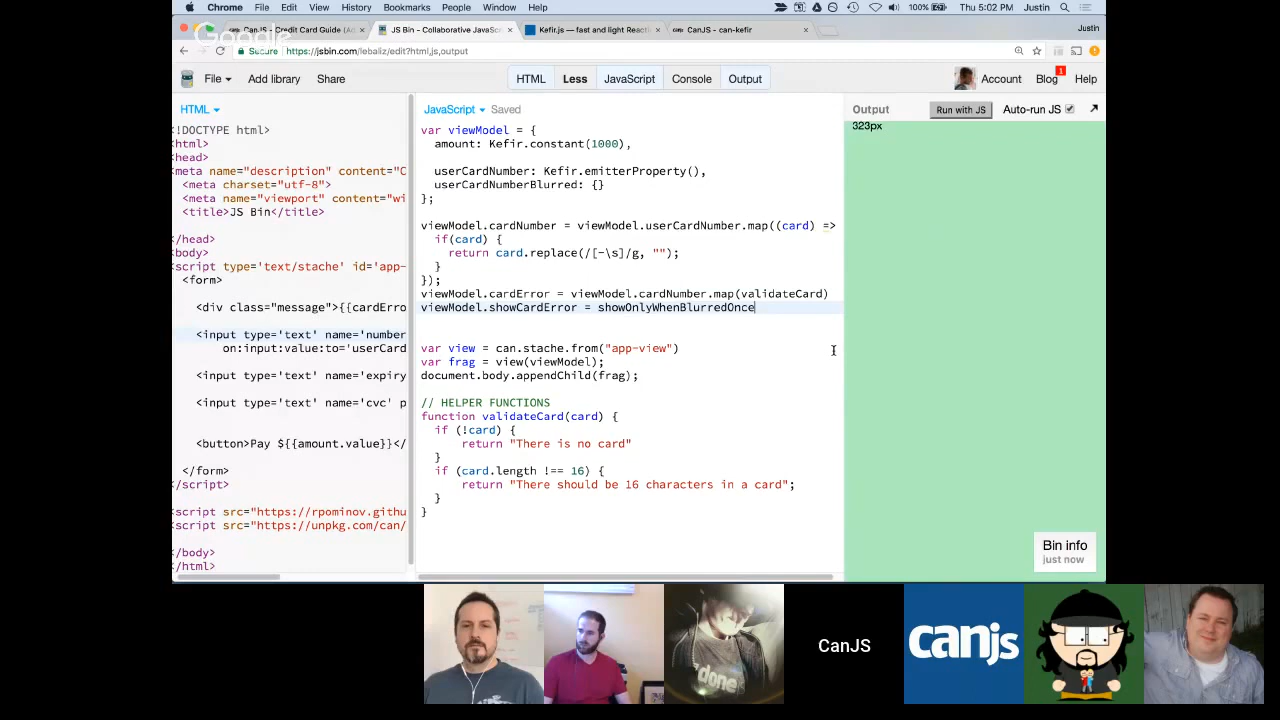 Chrome File Edit View History Bookmarks People Window Help 100% Thu 5:02 PM Justin
CanJS - Credit Card Guide (Ac JS Bin - Collaborative JavaSc Kefir.js — fast and light Reacti CanJS - can-kefir Justin
Google
Secure https://jsbin.com/lebaliz/edit?html,js,output
File Add library Share HTML Less JavaScript Console Output Account Blog 1 Help
HTML JavaScript Saved Output Run with JS Auto-run JS
323px
<!DOCTYPE html>
<html>
<head>
<meta name="description" content="C
<meta charset="utf-8">
<meta name="viewport" content="wi
<title>JS Bin</title>
</head>
<body>
<script type='text/stache' id='app-
<form>
<div class="message">{{cardErro
<input type='text' name='number
on:input:value:to='userCard
<input type='text' name='expiry
<input type='text' name='cvc' p
<button>Pay ${{amount.value}}</
</form>
</script>
<script src="https://rpominov.githu
<script src="https://unpkg.com/can/
</body>
</html>
var viewModel = {
amount: Kefir.constant(1000),
userCardNumber: Kefir.emitterProperty(),
userCardNumberBlurred: {}
};
viewModel.cardNumber = viewModel.userCardNumber.map((card) =>
if(card) {
return card.replace(/[-\s]/g, "");
}
});
viewModel.cardError = viewModel.cardNumber.map(validateCard)
viewModel.showCardError = showOnlyWhenBlurredOnce
var view = can.stache.from("app-view")
var frag = view(viewModel);
document.body.appendChild(frag);
// HELPER FUNCTIONS
function validateCard(card) {
if (!card) {
return "There is no card"
}
if (card.length !== 16) {
return "There should be 16 characters in a card";
}
}
Bin info
just now
done
CanJS
canjs